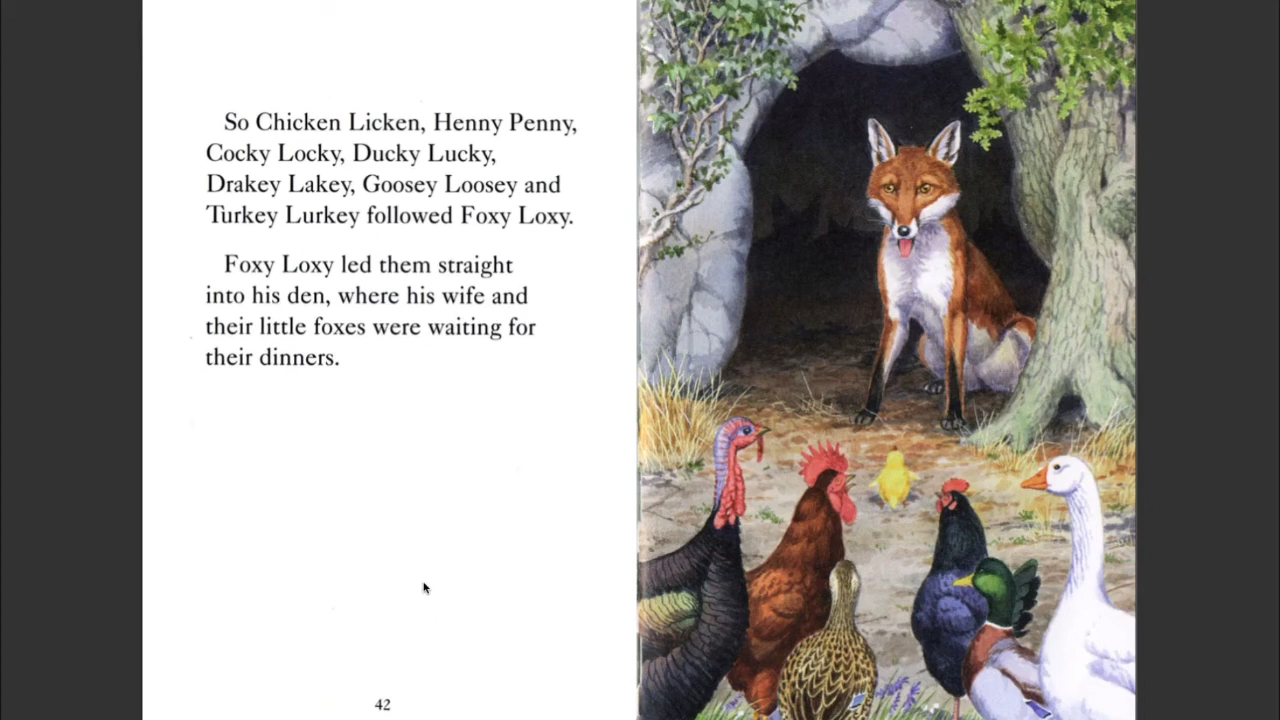 So Chicken Licken, Henny Penny,
Cocky Locky, Ducky Lucky,
Drakey Lakey, Goosey Loosey and
Turkey Lurkey followed Foxy Loxy.
Foxy Loxy led them straight
into his den, where his wife and
their little foxes were waiting for
their dinners.
42